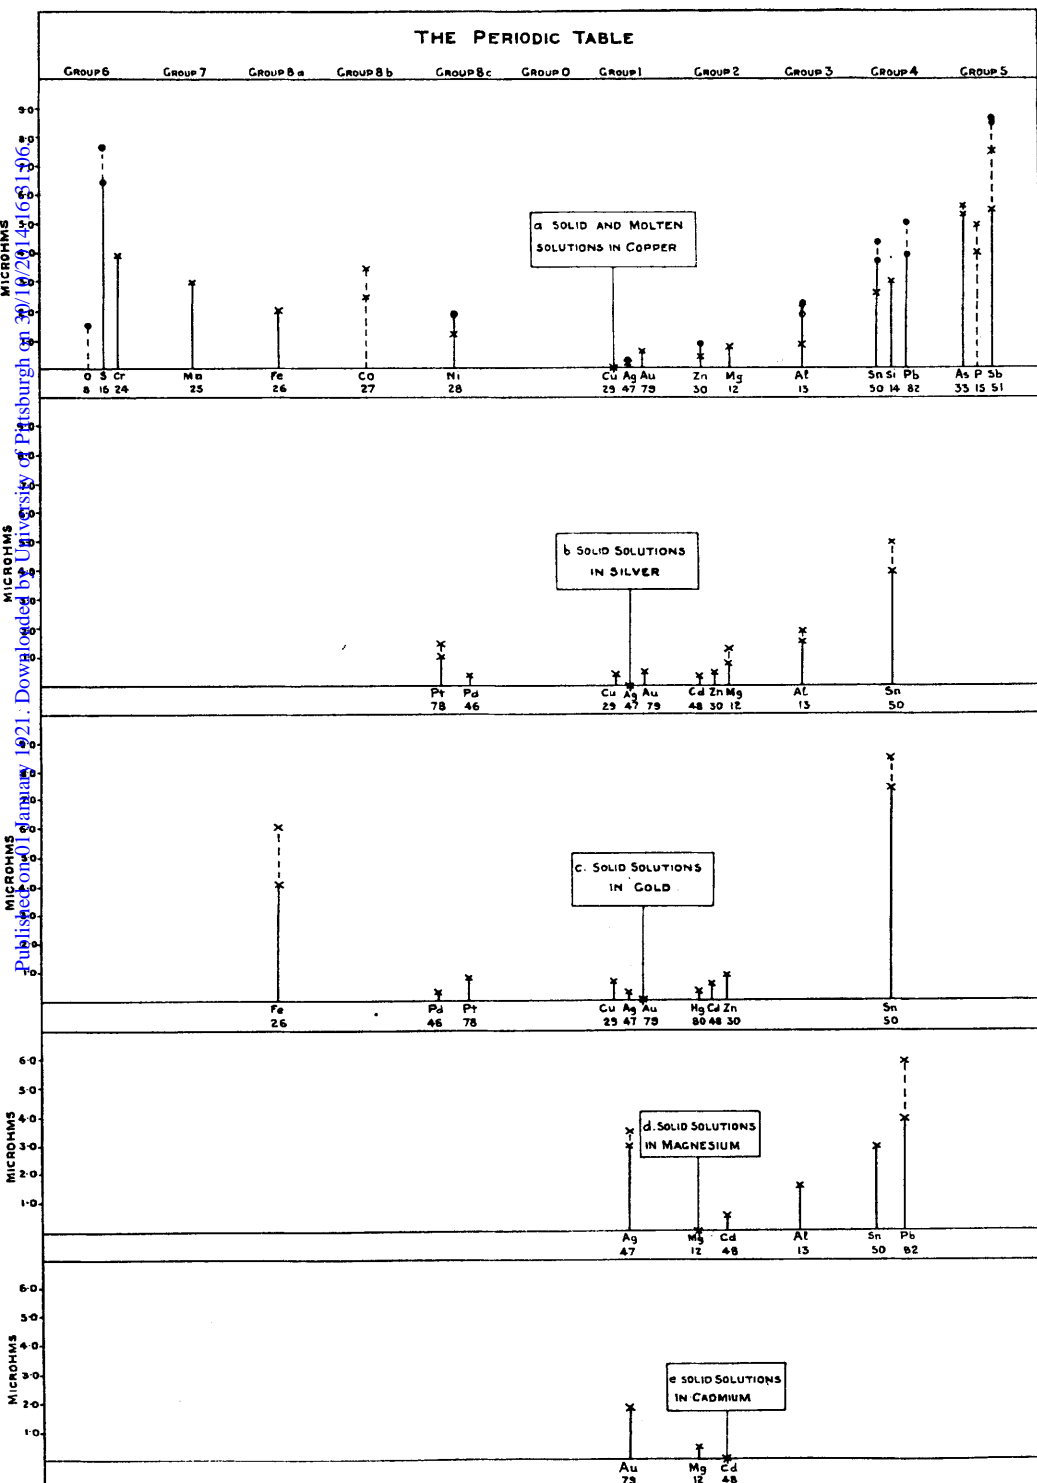 THE PERIODIC TABLE
GROUP 6 GROUP 7 GROUP 8a GROUP 8b GROUP 8c GROUP 0 GROUP 1 GROUP 2 GROUP 3 GROUP 4 GROUP 5
MICROHMS
9.0
8.0
a SOLID AND MOLTEN
SOLUTIONS IN COPPER
O S Cr Mn Fe CO Ni Cu Ag Au Zn Mg Al Sn Si Pb As P Sb
8 16 24 25 26 27 28 29 47 79 30 12 13 50 14 82 33 15 51
MICROHMS
b SOLID SOLUTIONS
IN SILVER
Pt Pd Cu Ag Au Cd Zn Mg Al Sn
78 46 29 47 79 48 30 12 13 50
MICROHMS
c. SOLID SOLUTIONS
IN GOLD
Fe Pd Pt Cu Ag Au Hg Cd Zn Sn
26 46 78 29 47 79 80 48 30 50
MICROHMS
6.0
5.0
4.0
3.0
2.0
1.0
d. SOLID SOLUTIONS
IN MAGNESIUM
Ag Mg Cd Al Sn Pb
47 12 48 13 50 82
MICROHMS
6.0
5.0
4.0
3.0
2.0
1.0
e SOLID SOLUTIONS
IN CADMIUM
Au Mg Cd
79 12 48
Published on 01 January 1921. Downloaded by University of Pittsburgh on 30/10/2014 16:31:06.